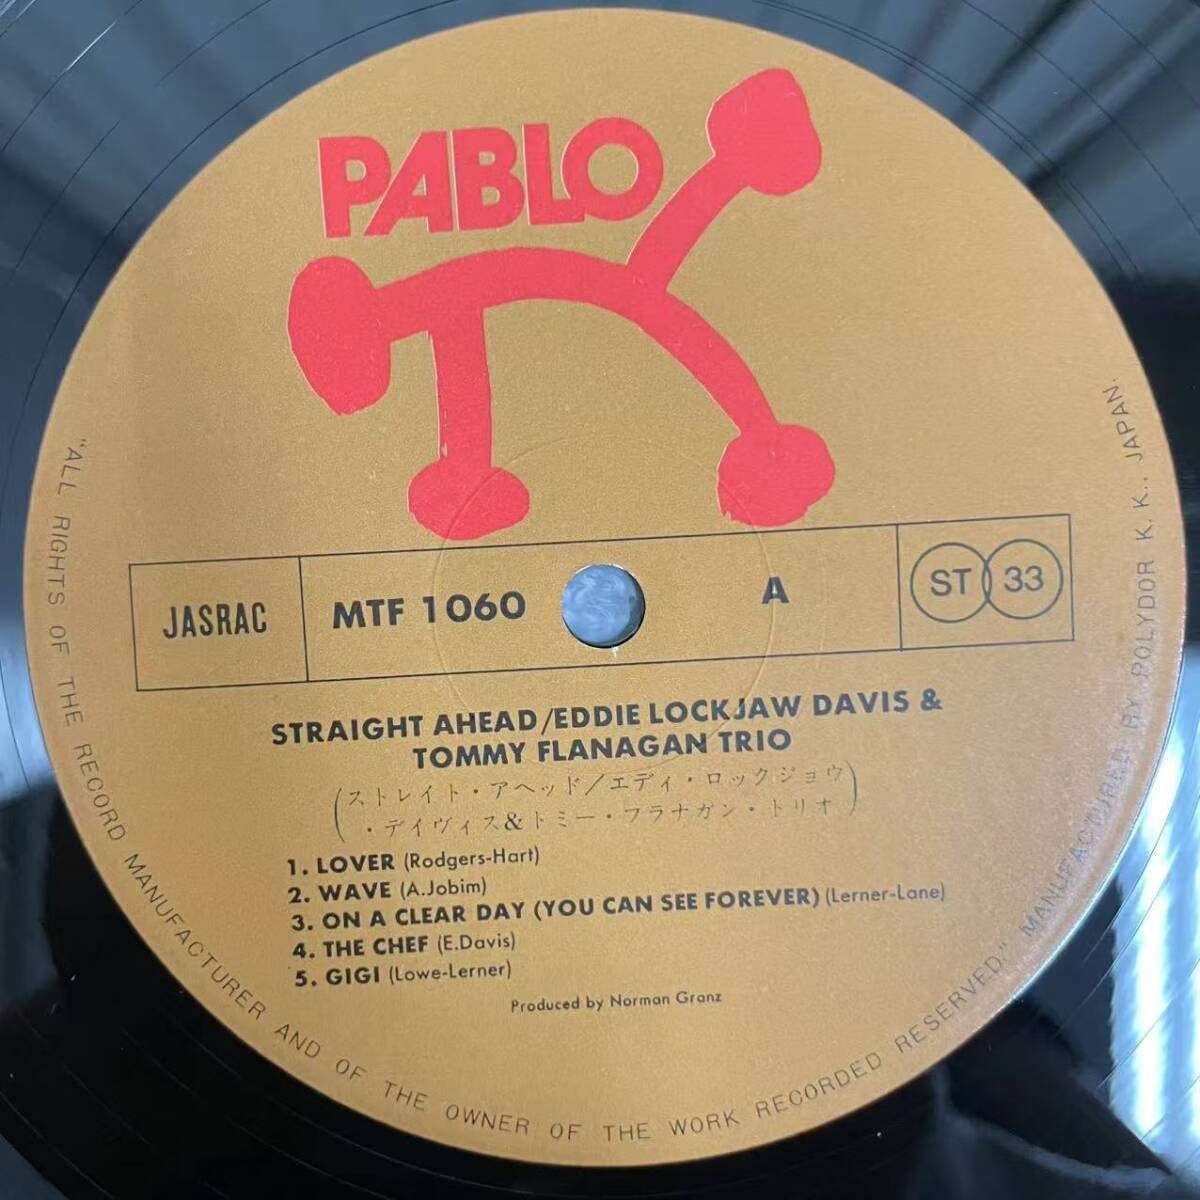 PABLO
JASRAC
MTF 1060
A
ST
33
STRAIGHT AHEAD/EDDIE LOCKJAW DAVIS &
TOMMY FLANAGAN TRIO
(ストレイト・アヘッド/エディ・ロックジョウ
・デイヴィス&トミー・フラナガン・トリオ)
1. LOVER (Rodgers-Hart)
2. WAVE (A.Jobim)
3. ON A CLEAR DAY (YOU CAN SEE FOREVER) (Lerner-Lane)
4. THE CHEF (E.Davis)
5. GIGI (Lowe-Lerner)
Produced by Norman Granz
"ALL RIGHTS OF THE RECORD MANUFACTURER AND OF THE OWNER OF THE WORK RECORDED RESERVED." MANUFACTURED BY POLYDOR K. K., JAPAN.